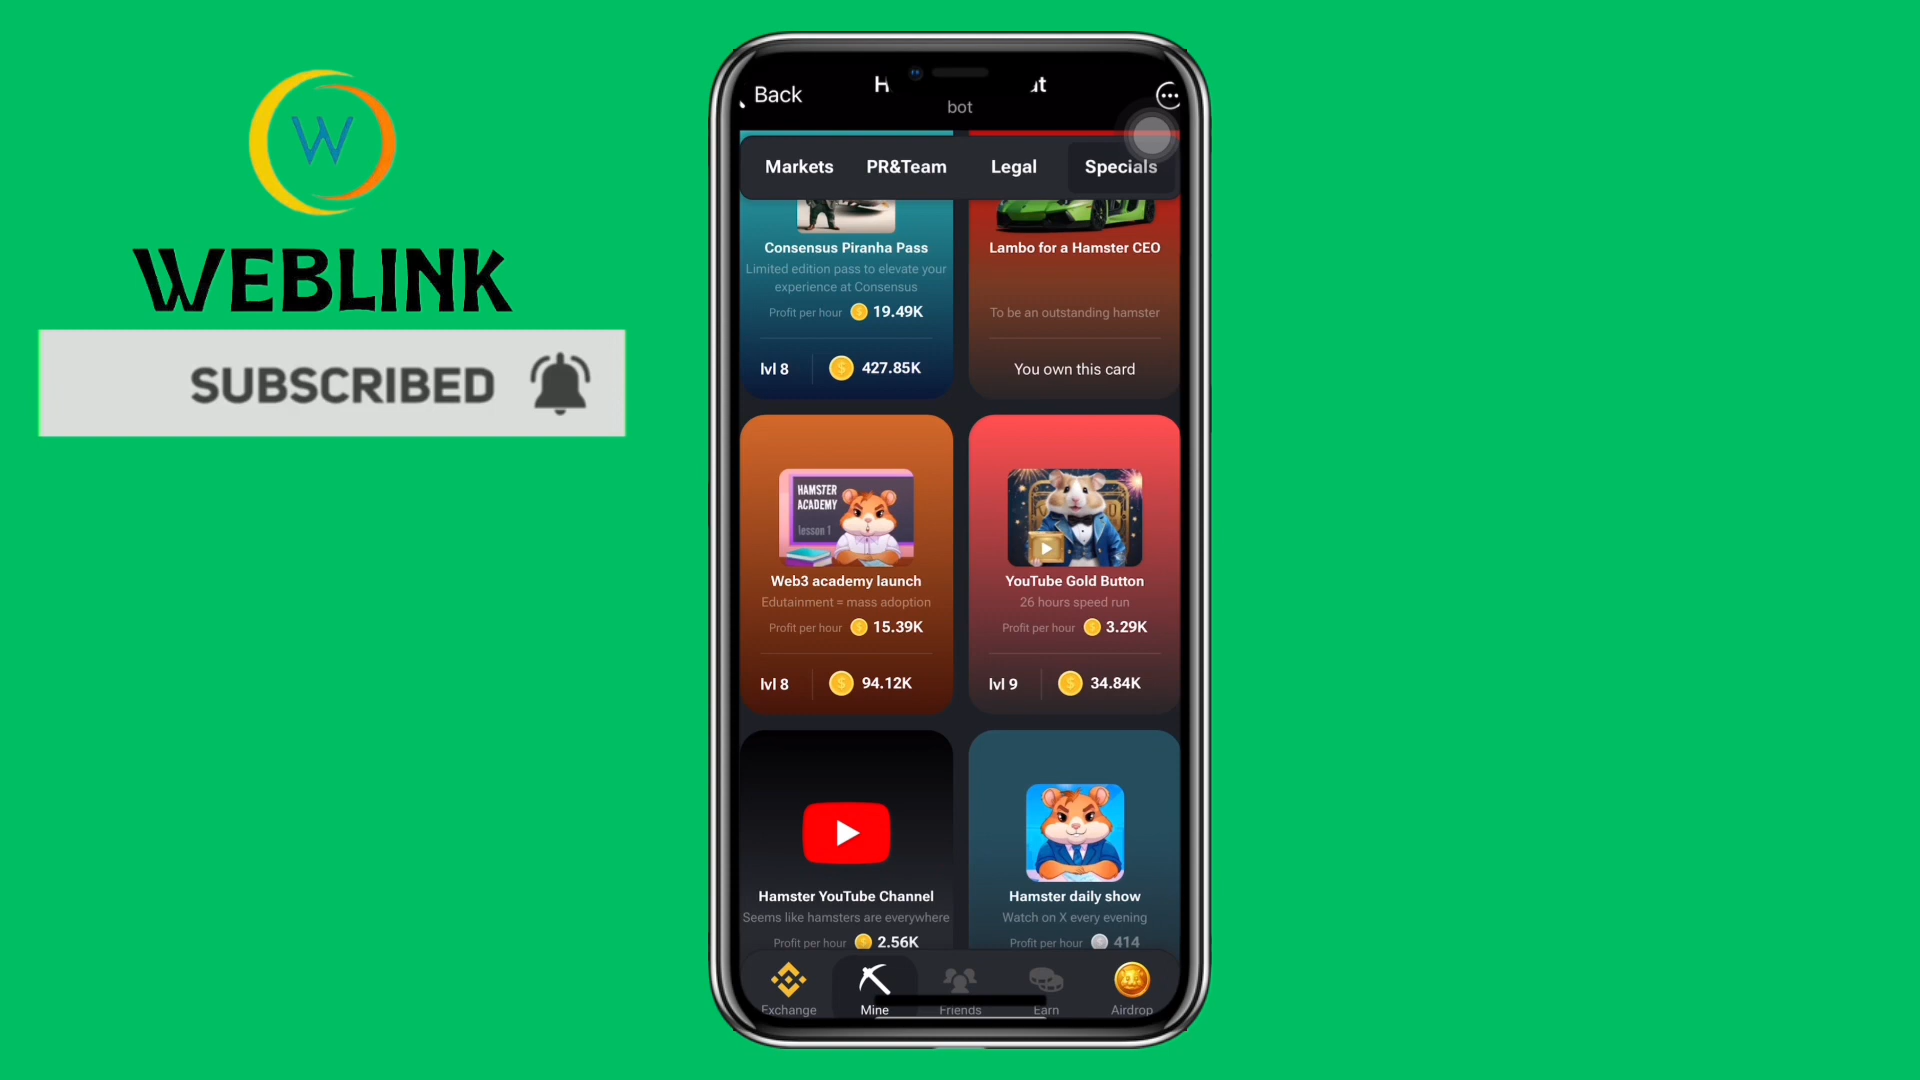 W
WEBLINK
SUBSCRIBED
Back
bot
Markets
PR&Team
Legal
Specials
Consensus Piranha Pass
Limited edition pass to elevate your
experience at Consensus
Profit per hour 19.49K
lvl 8 427.85K
Lambo for a Hamster CEO
To be an outstanding hamster
You own this card
HAMSTER
ACADEMY
lesson 1
Web3 academy launch
Edutainment = mass adoption
Profit per hour 15.39K
lvl 8 94.12K
YouTube Gold Button
26 hours speed run
Profit per hour 3.29K
lvl 9 34.84K
Hamster YouTube Channel
Seems like hamsters are everywhere
Profit per hour 2.56K
Hamster daily show
Watch on X every evening
Profit per hour 414
Exchange
Mine
Friends
Earn
Airdrop